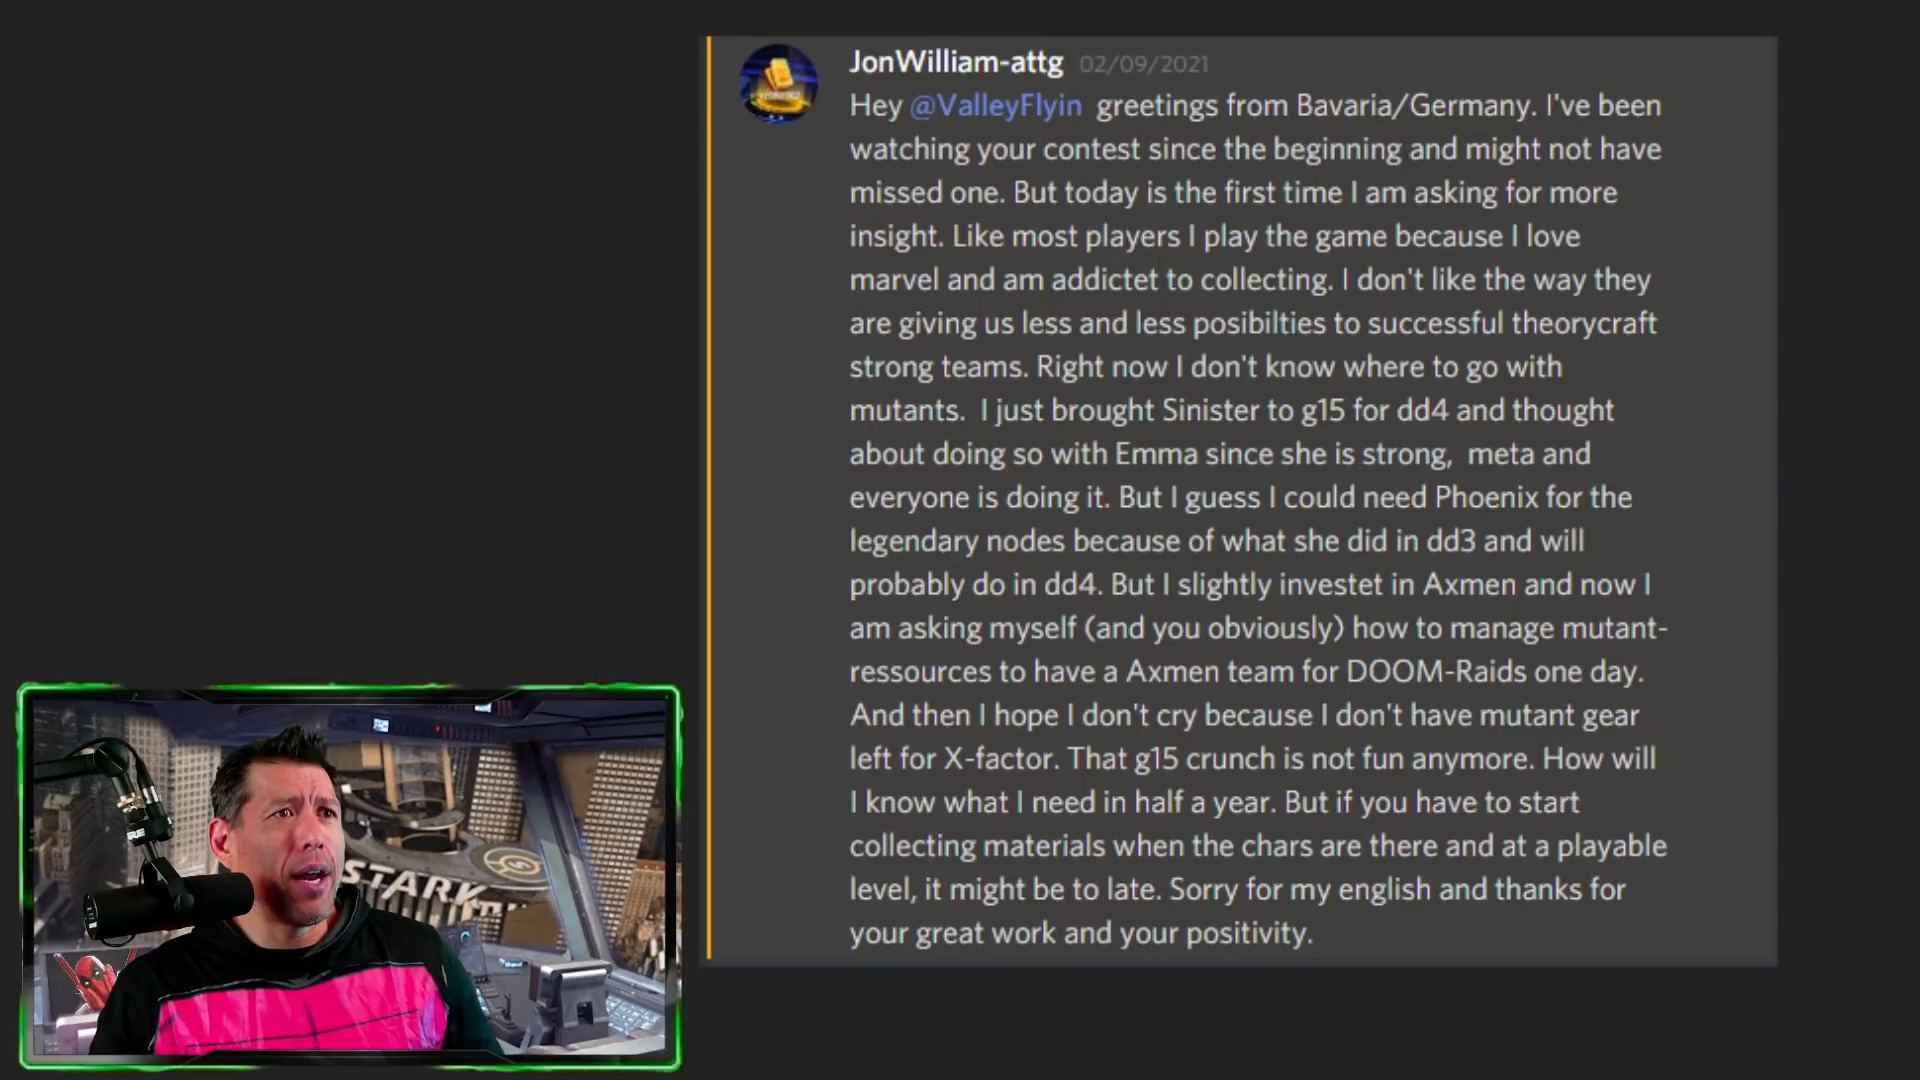 JonWilliam-attg 02/09/2021
Hey @ValleyFlyin greetings from Bavaria/Germany. I've been
watching your contest since the beginning and might not have
missed one. But today is the first time I am asking for more
insight. Like most players I play the game because I love
marvel and am addictet to collecting. I don't like the way they
are giving us less and less posibilties to successful theorycraft
strong teams. Right now I don't know where to go with
mutants. I just brought Sinister to g15 for dd4 and thought
about doing so with Emma since she is strong, meta and
everyone is doing it. But I guess I could need Phoenix for the
legendary nodes because of what she did in dd3 and will
probably do in dd4. But I slightly investet in Axmen and now I
am asking myself (and you obviously) how to manage mutant-
ressources to have a Axmen team for DOOM-Raids one day.
And then I hope I don't cry because I don't have mutant gear
left for X-factor. That g15 crunch is not fun anymore. How will
I know what I need in half a year. But if you have to start
collecting materials when the chars are there and at a playable
level, it might be to late. Sorry for my english and thanks for
your great work and your positivity.
STARK